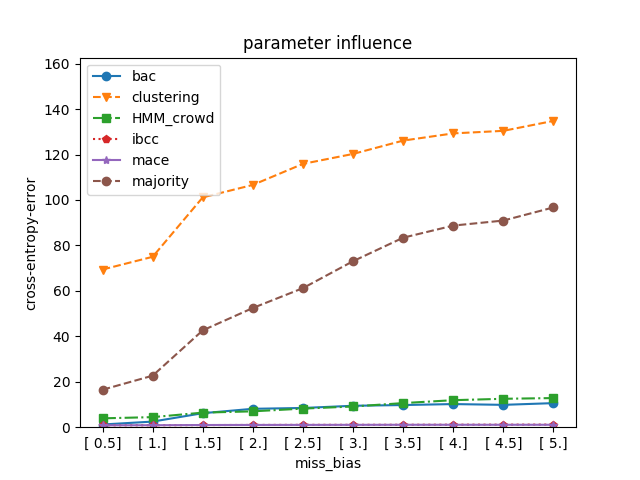 parameter influence
160
140
120
100
80
60
40
20
0
cross-entropy-error
bac
clustering
HMM_crowd
ibcc
mace
majority
[ 0.5] [ 1.] [ 1.5] [ 2.] [ 2.5] [ 3.] [ 3.5] [ 4.] [ 4.5] [ 5.]
miss_bias